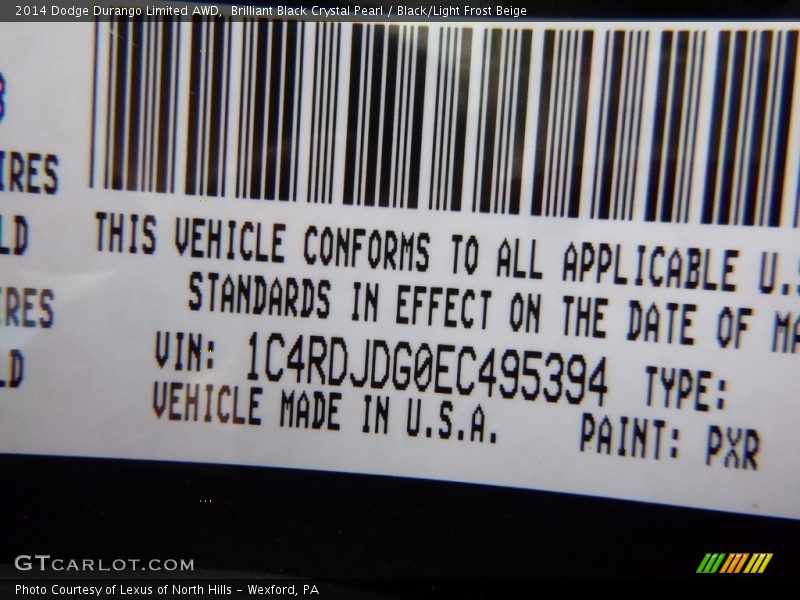 2014 Dodge Durango Limited AWD,  Brilliant Black Crystal Pearl / Black/Light Frost Beige
IRES
LD
IRES
LD
THIS VEHICLE CONFORMS TO ALL APPLICABLE U.S
STANDARDS IN EFFECT ON THE DATE OF MA
VIN: 1C4RDJDG0EC495394 TYPE:
VEHICLE MADE IN U.S.A. PAINT: PXR
GTCARLOT.COM
Photo Courtesy of Lexus of North Hills - Wexford, PA